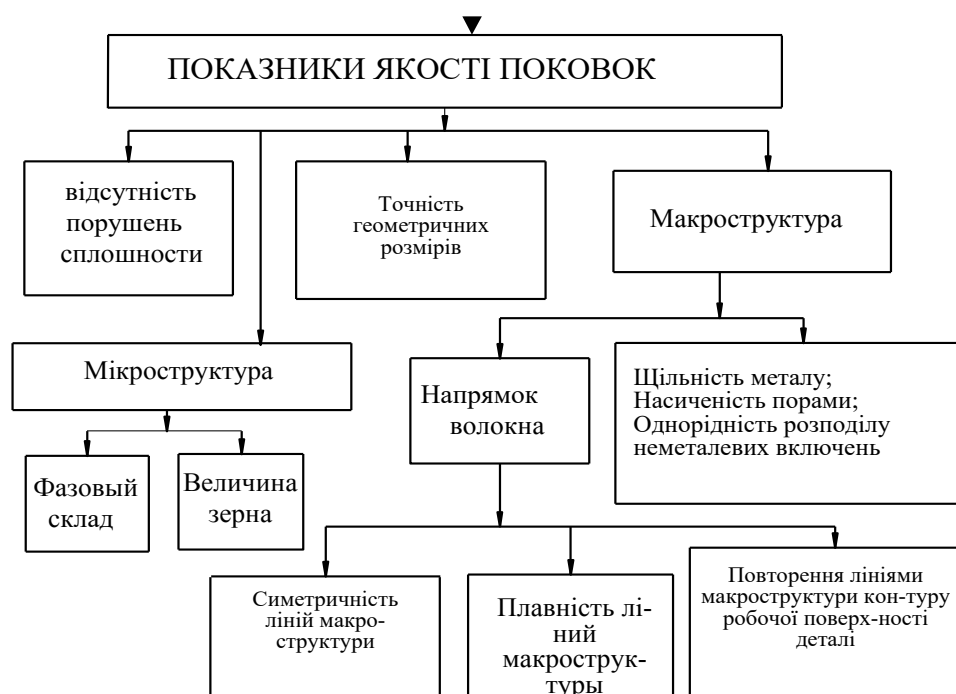 ПОКАЗНИКИ ЯКОСТІ ПОКОВОК
відсутність
порушень
сплошности
Точність
геометричних
розмірів
Макроструктура
Мікроструктура
Напрямок
волокна
Щільність металу;
Насиченість порами;
Однорідність розподілу
неметалевих включень
Фазовый
склад
Величина
зерна
Симетричність
ліній макро-
структури
Плавність лі-
ний
макрострук-
туры
Повторення лініями
макроструктури кон-туру
робочої поверх-ності
деталі